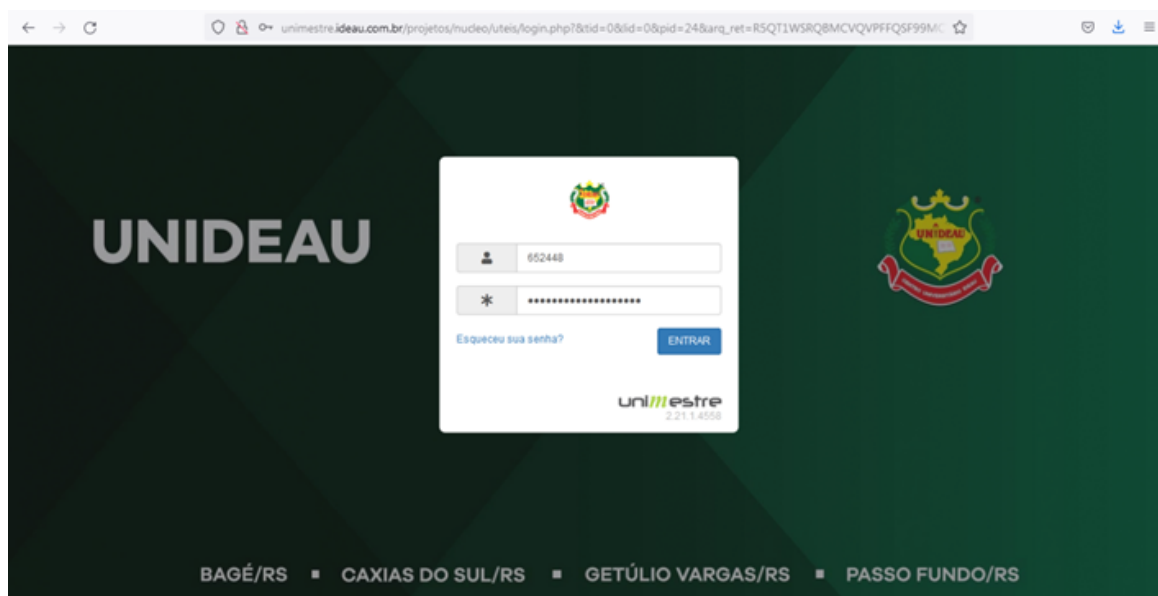 unimestre.ideau.com.br/projetos/nucleo/uteis/login.php?&tid=0&lid=0&pid=24&arq_ret=R5QT1WSRQBMCVQVPFFQSF99MC
UNIDEAU
UNIDEAU
652448
•••••••••••••••••••
Esqueceu sua senha?
ENTRAR
unimestre
2.21.1.4558
BAGÉ/RS ▪ CAXIAS DO SUL/RS ▪ GETÚLIO VARGAS/RS ▪ PASSO FUNDO/RS